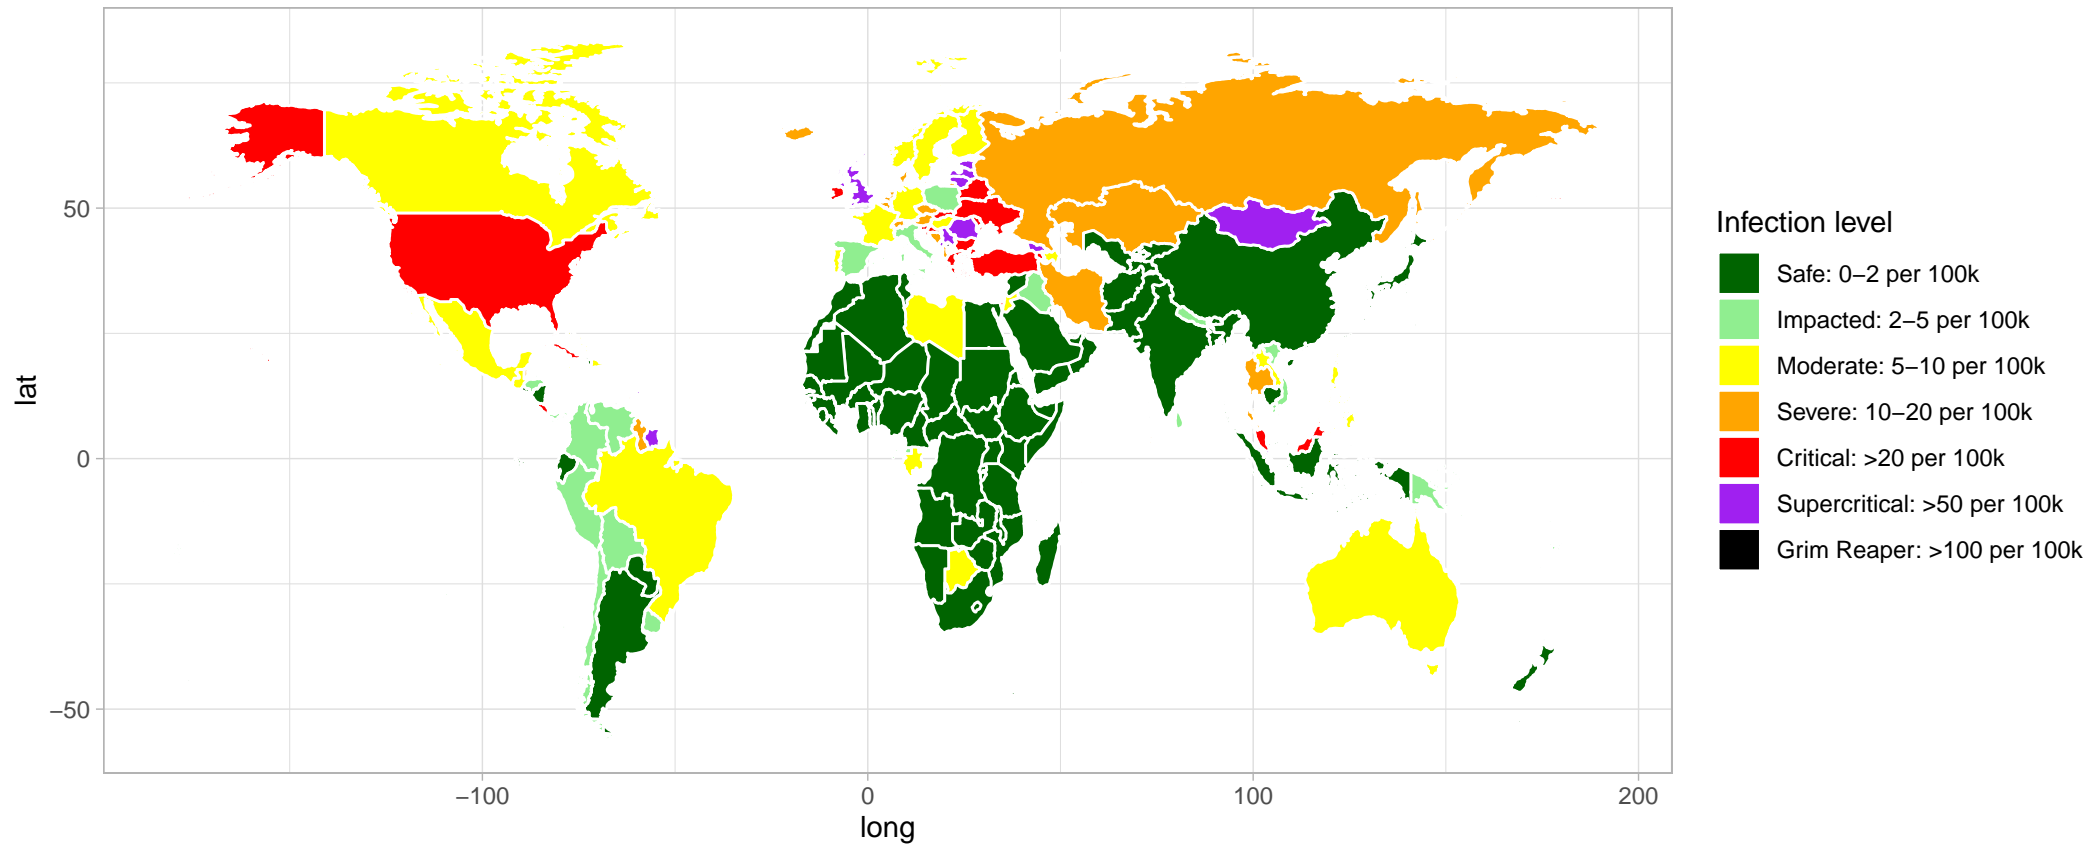 50
0
−50
lat
−100
0
100
200
long
Infection level
Safe: 0−2 per 100k
Impacted: 2−5 per 100k
Moderate: 5−10 per 100k
Severe: 10−20 per 100k
Critical: >20 per 100k
Supercritical: >50 per 100k
Grim Reaper: >100 per 100k